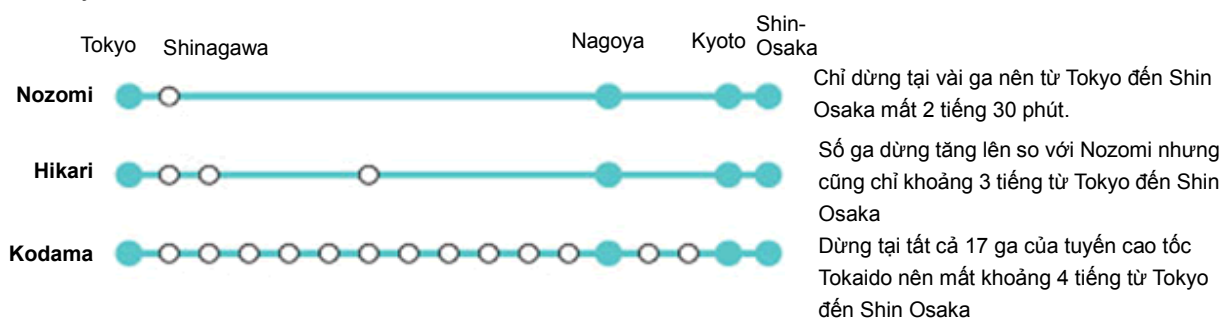 Tokyo
Shinagawa
Nagoya
Kyoto
Shin-
Osaka
Nozomi
Chỉ dừng tại vài ga nên từ Tokyo đến Shin
Osaka mất 2 tiếng 30 phút.
Hikari
Số ga dừng tăng lên so với Nozomi nhưng
cũng chỉ khoảng 3 tiếng từ Tokyo đến Shin
Osaka
Kodama
Dừng tại tất cả 17 ga của tuyến cao tốc
Tokaido nên mất khoảng 4 tiếng từ Tokyo
đến Shin Osaka